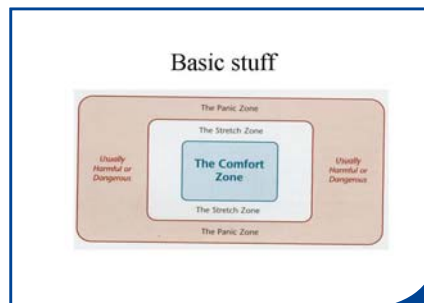 Basic stuff
The Panic Zone
The Stretch Zone
Usually
Harmful or
Dangerous
The Comfort
Zone
Usually
Harmful or
Dangerous
The Stretch Zone
The Panic Zone